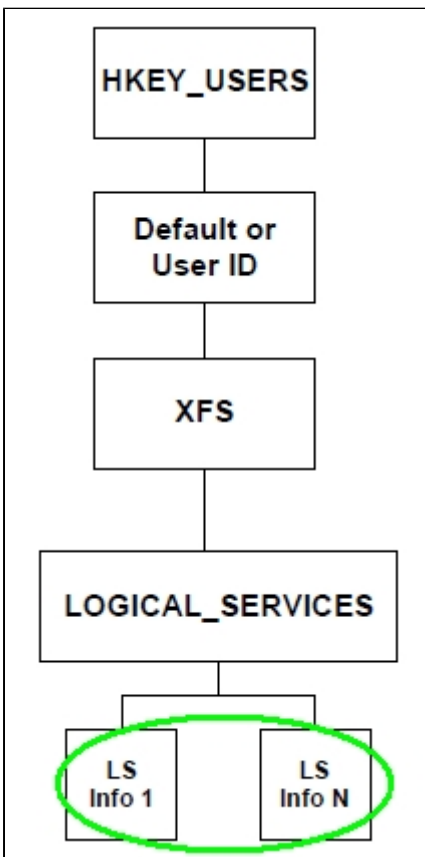 HKEY_USERS
Default or
User ID
XFS
LOGICAL_SERVICES
LS
Info 1
LS
Info N